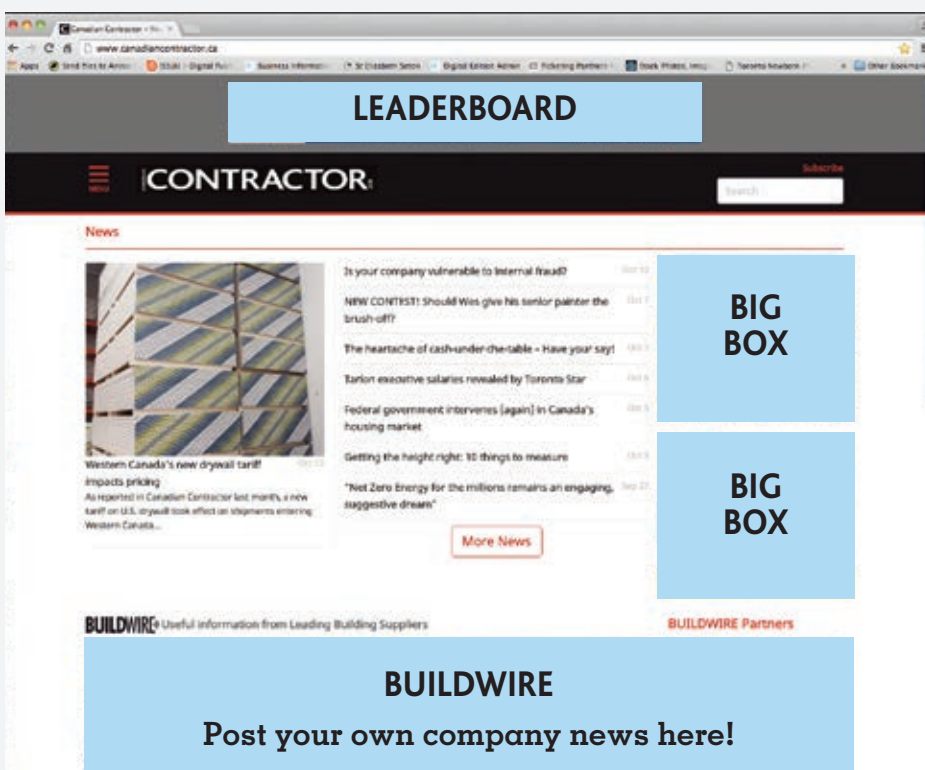 Canadian Contractor
www.canadiancontractor.ca
Apps
LEADERBOARD
MENU
CONTRACTOR
Subscribe
Search
News
Is your company vulnerable to internal fraud?
NEW CONTEST! Should Wes give his senior painter the
brush-off?
The heartache of cash-under-the-table – Have your say!
Tarion executive salaries revealed by Toronto Star
Federal government intervenes [again] in Canada's
housing market
Getting the height right: 10 things to measure
"Net Zero Energy for the millions remains an engaging,
suggestive dream"
More News
Western Canada's new drywall tariff
impacts pricing
As reported in Canadian Contractor last month, a new
tariff on U.S. drywall took effect on shipments entering
Western Canada...
BIG
BOX
BIG
BOX
BUILDWIRE Useful information from Leading Building Suppliers
BUILDWIRE Partners
BUILDWIRE
Post your own company news here!